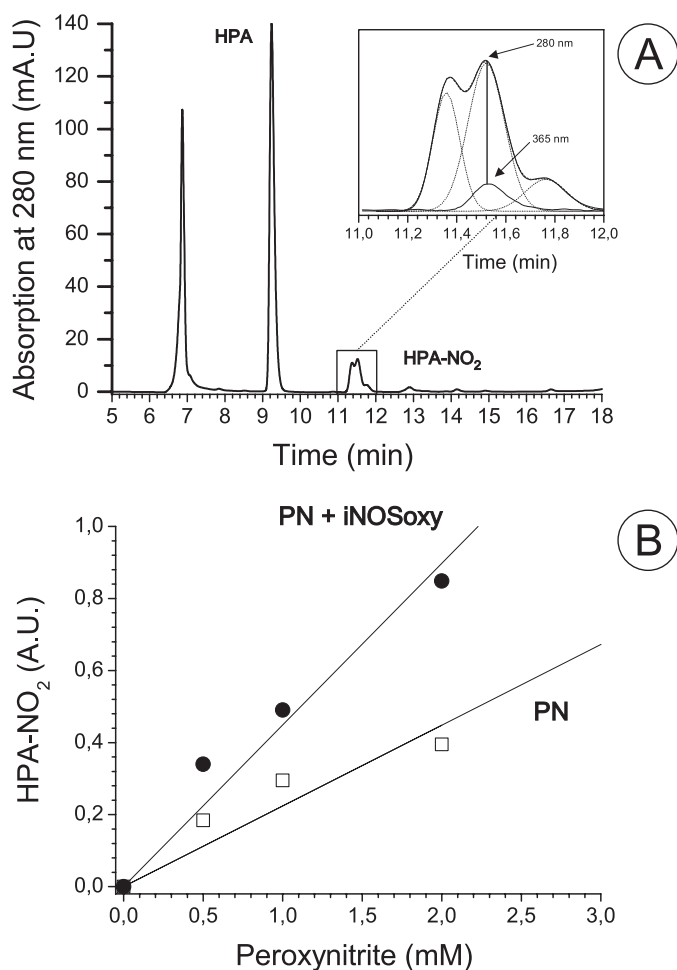 A
HPA
HPA-NO₂
Absorption at 280 nm (mA.U)
140
120
100
80
60
40
20
0
5 6 7 8 9 10 11 12 13 14 15 16 17 18
Time (min)
280 nm
365 nm
11,0 11,2 11,4 11,6 11,8 12,0
Time (min)
B
PN + iNOSoxy
PN
HPA-NO₂ (A.U.)
1,0
0,8
0,6
0,4
0,2
0,0
0,0 0,5 1,0 1,5 2,0 2,5 3,0
Peroxynitrite (mM)